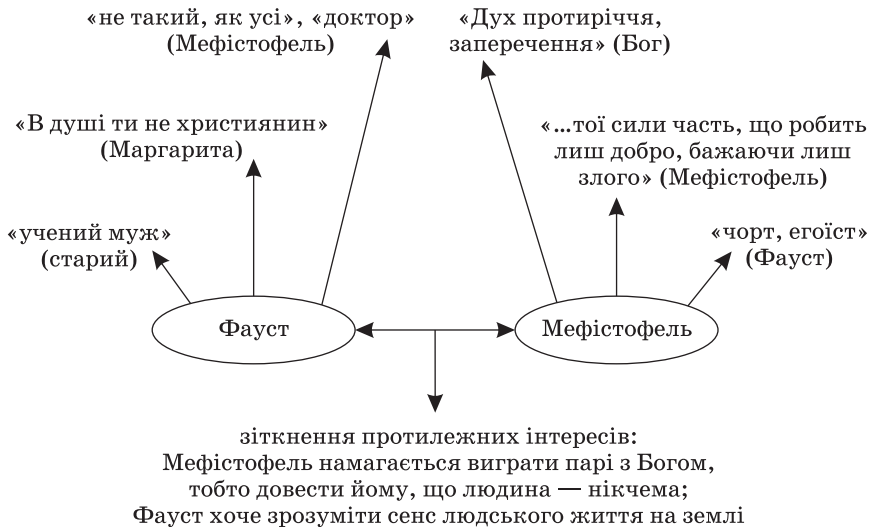 «не такий, як усі», «доктор»
(Мефістофель)
«Дух протиріччя,
заперечення» (Бог)
«В душі ти не християнин»
(Маргарита)
«...тої сили часть, що робить
лиш добро, бажаючи лиш
злого» (Мефістофель)
«учений муж»
(старий)
«чорт, егоїст»
(Фауст)
Фауст
Мефістофель
зіткнення протилежних інтересів:
Мефістофель намагається виграти парі з Богом,
тобто довести йому, що людина — нікчема;
Фауст хоче зрозуміти сенс людського життя на землі